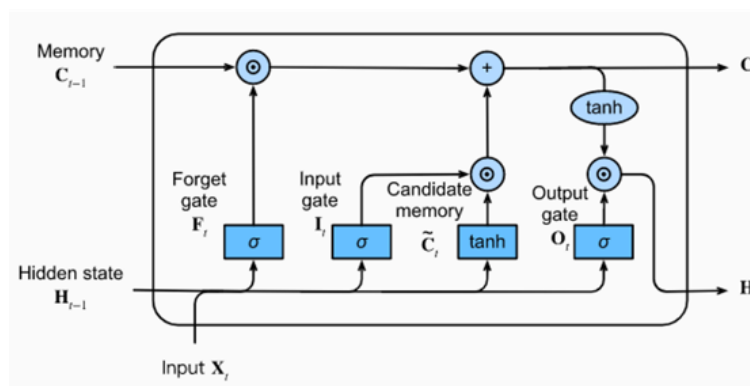 Memory
C_{t-1}
C
+
tanh
Forget
gate
F_t
Input
gate
I_t
Candidate
memory
C̃_t
Output
gate
O_t
σ
σ
tanh
σ
Hidden state
H_{t-1}
H
Input X_t